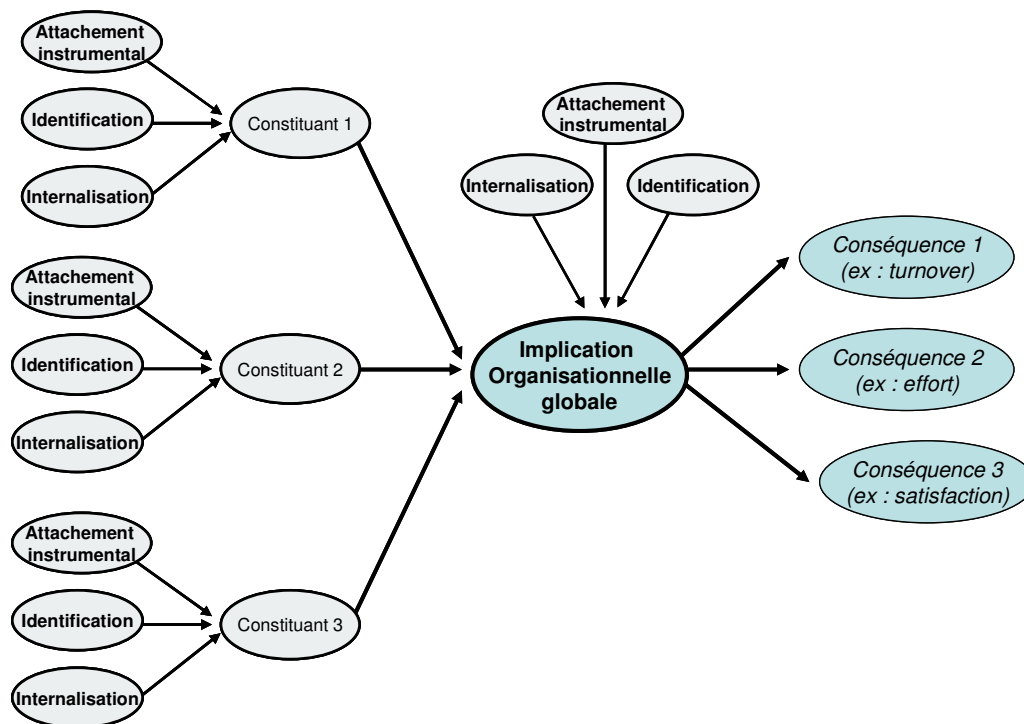 Attachement
instrumental
Identification
Constituant 1
Internalisation
Attachement
instrumental
Internalisation
Identification
Attachement
instrumental
Identification
Constituant 2
Internalisation
Implication
Organisationnelle
globale
Conséquence 1
(ex : turnover)
Conséquence 2
(ex : effort)
Conséquence 3
(ex : satisfaction)
Attachement
instrumental
Identification
Constituant 3
Internalisation